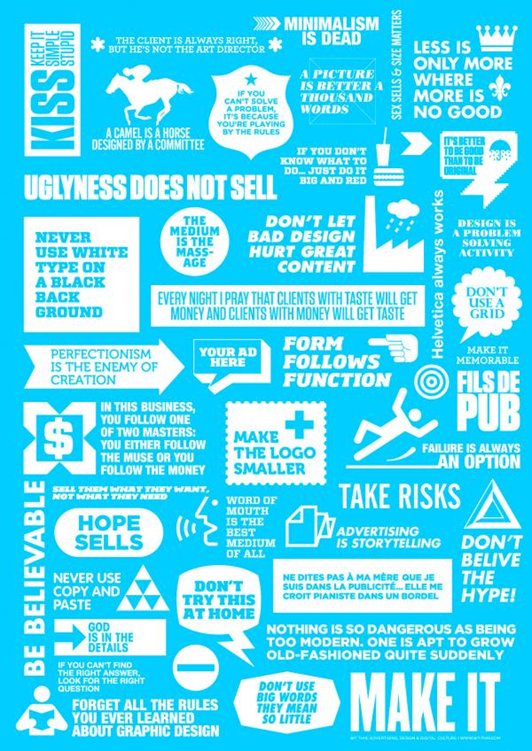 KISS
KEEP IT
SIMPLE
STUPID
THE CLIENT IS ALWAYS RIGHT,
BUT HE'S NOT THE ART DIRECTOR
MINIMALISM
IS DEAD
SEX SELLS & SIZE MATTERS
LESS IS
ONLY MORE
WHERE
MORE IS
NO GOOD
A CAMEL IS A HORSE
DESIGNED BY A COMMITTEE
IF YOU
CAN'T SOLVE
A PROBLEM,
IT'S BECAUSE
YOU'RE PLAYING
BY THE RULES
A PICTURE
IS BETTER A
THOUSAND
WORDS
IF YOU DON'T
KNOW WHAT TO
DO... JUST DO IT
BIG AND RED
IT'S BETTER
TO BE GOOD
THAN TO BE
ORIGINAL
UGLYNESS DOES NOT SELL
NEVER
USE WHITE
TYPE ON
A BLACK
BACK
GROUND
THE
MEDIUM
IS THE
MASS-
AGE
DON'T LET
BAD DESIGN
HURT GREAT
CONTENT
Helvetica always works
DESIGN IS
A PROBLEM
SOLVING
ACTIVITY
EVERY NIGHT I PRAY THAT CLIENTS WITH TASTE WILL GET
MONEY AND CLIENTS WITH MONEY WILL GET TASTE
DON'T
USE A
GRID
PERFECTIONISM
IS THE ENEMY OF
CREATION
YOUR AD
HERE
FORM
FOLLOWS
FUNCTION
MAKE IT
MEMORABLE
FILS DE
PUB
$
IN THIS BUSINESS,
YOU FOLLOW ONE
OF TWO MASTERS:
YOU EITHER FOLLOW
THE MUSE OR YOU
FOLLOW THE MONEY
MAKE
THE LOGO
SMALLER
FAILURE IS ALWAYS
AN OPTION
BE BELIEVABLE
SELL THEM WHAT THEY WANT,
NOT WHAT THEY NEED
HOPE
SELLS
WORD OF
MOUTH
IS THE
BEST
MEDIUM
OF ALL
TAKE RISKS
ADVERTISING
IS STORYTELLING
DON'T
BELIVE
THE
HYPE!
NEVER USE
COPY AND
PASTE
DON'T
TRY THIS
AT HOME
NE DITES PAS À MA MÈRE QUE JE
SUIS DANS LA PUBLICITÉ... ELLE ME
CROIT PIANISTE DANS UN BORDEL
GOD
IS IN THE
DETAILS
NOTHING IS SO DANGEROUS AS BEING
TOO MODERN. ONE IS APT TO GROW
OLD-FASHIONED QUITE SUDDENLY
IF YOU CAN'T FIND
THE RIGHT ANSWER,
LOOK FOR THE RIGHT
QUESTION
FORGET ALL THE RULES
YOU EVER LEARNED
ABOUT GRAPHIC DESIGN
DON'T USE
BIG WORDS
THEY MEAN
SO LITTLE
MAKE IT